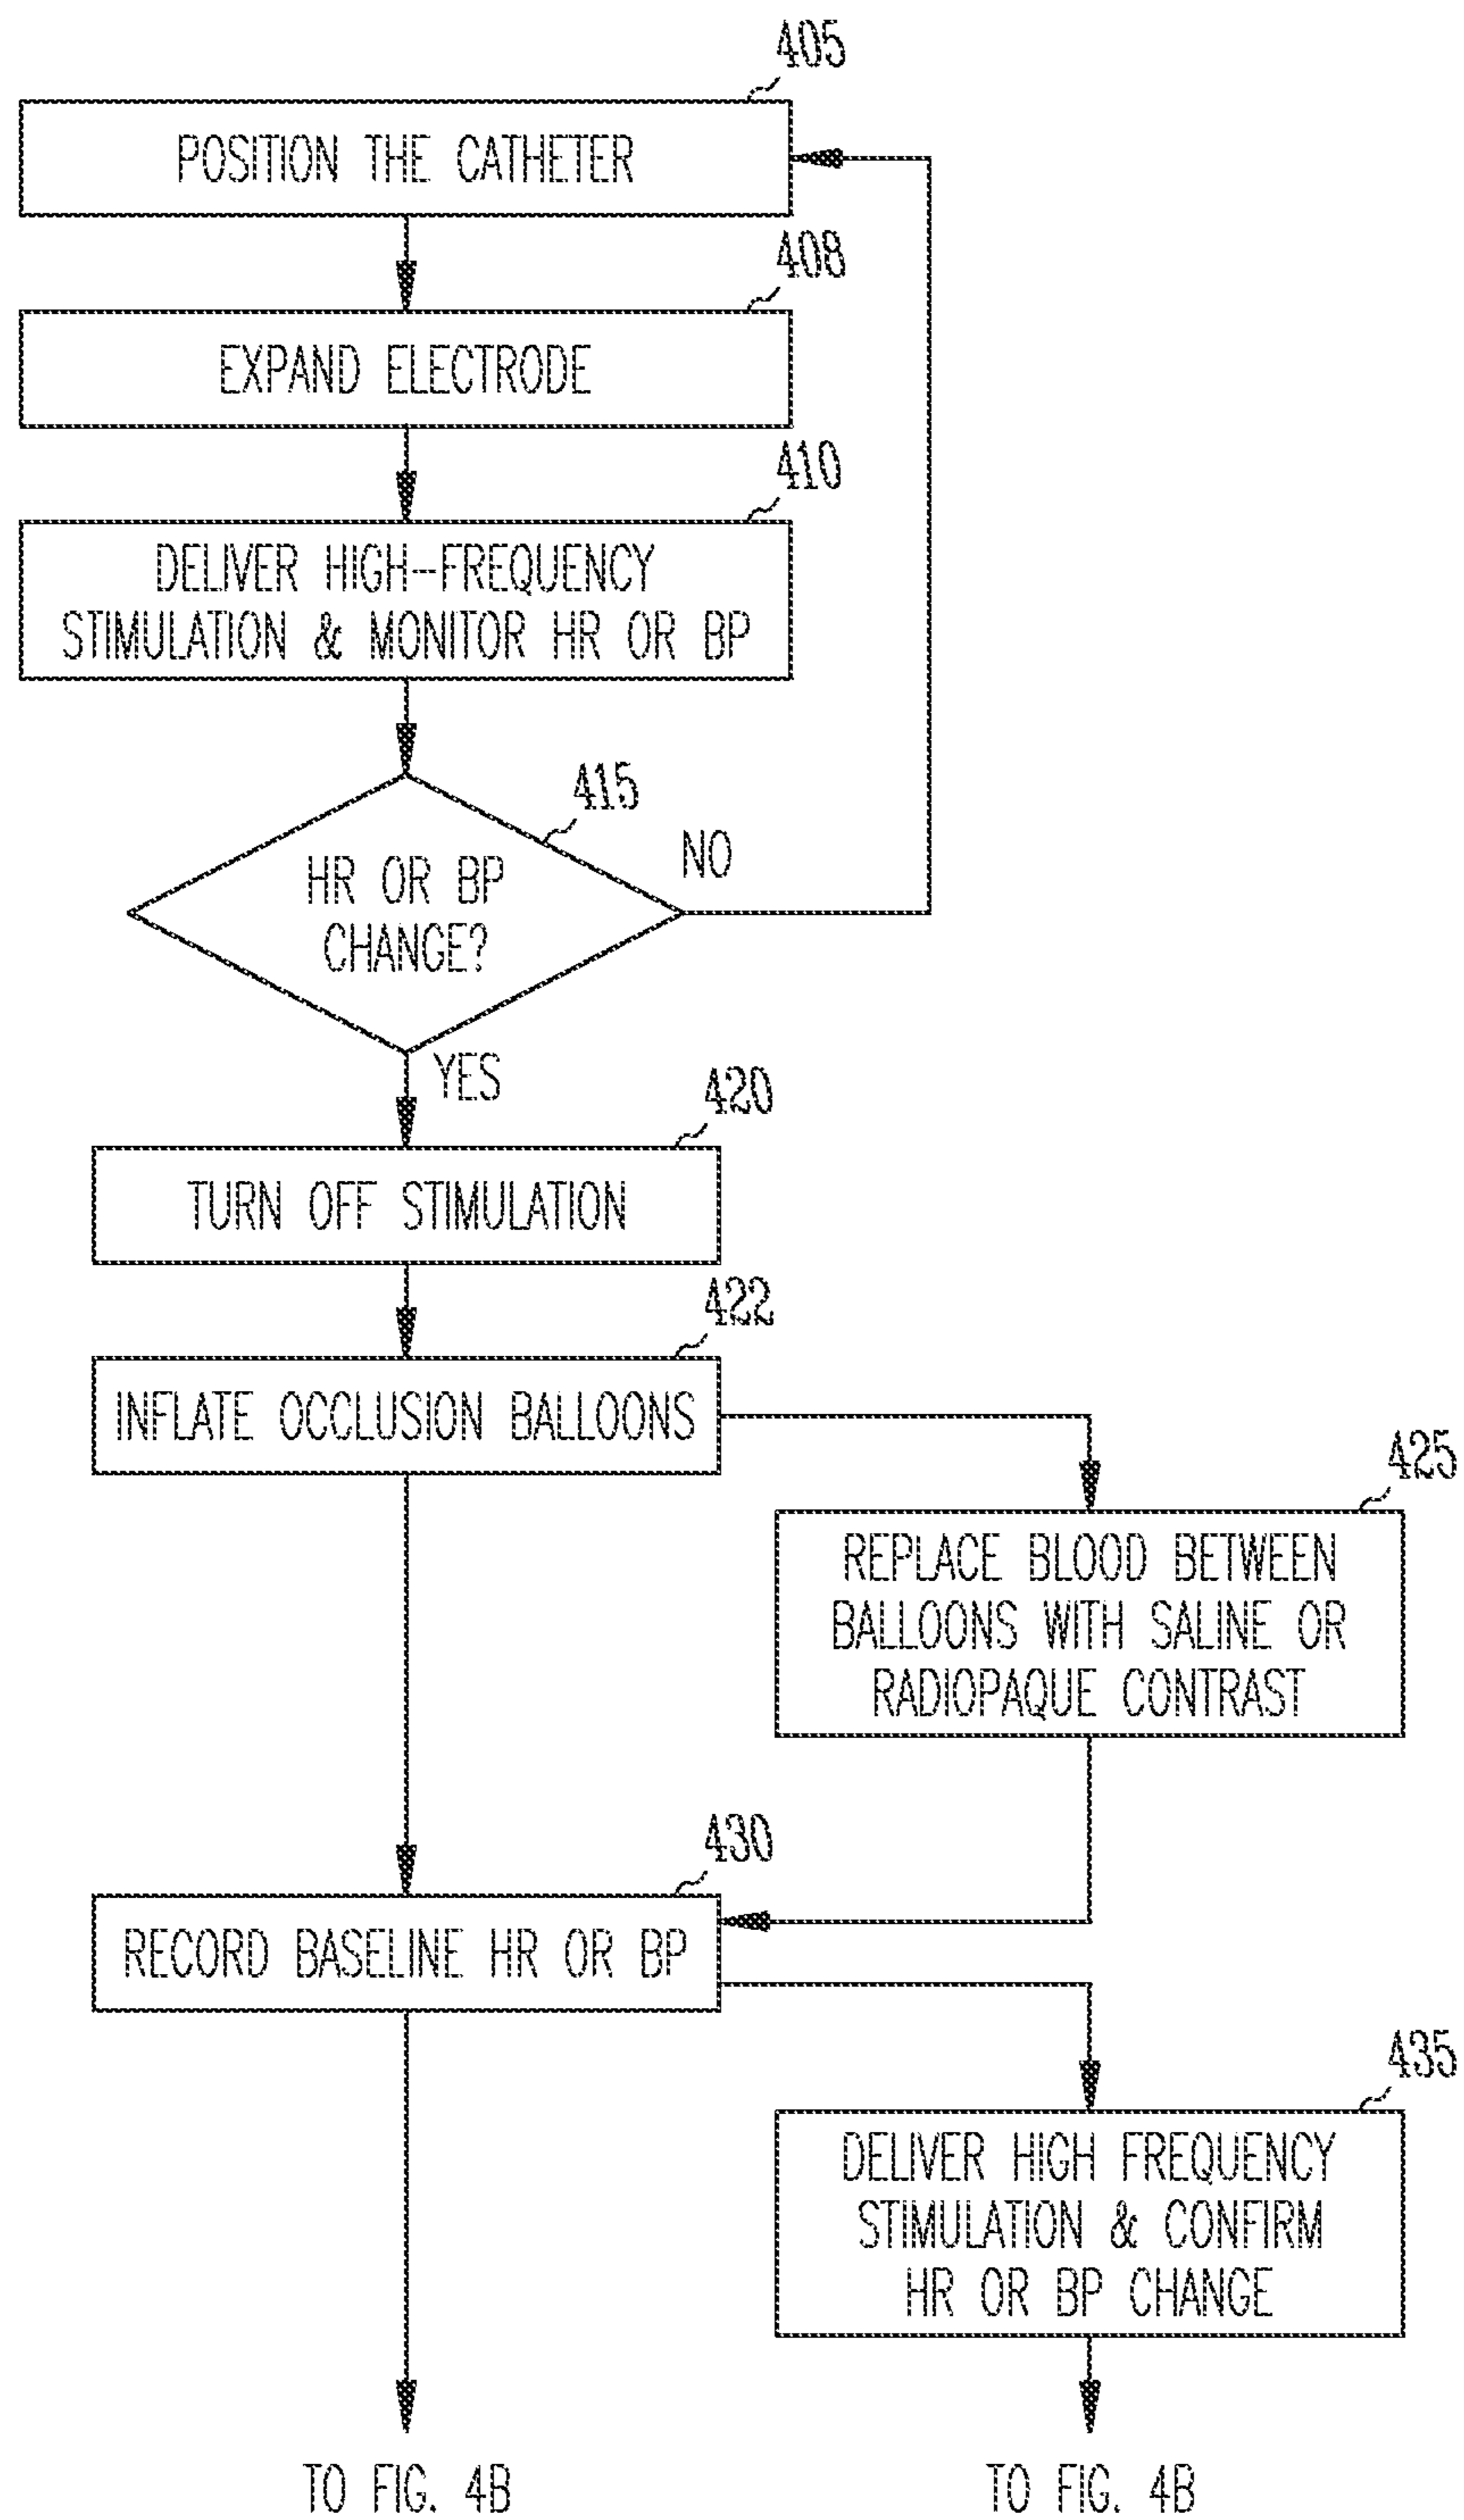 405
POSITION THE CATHETER
408
EXPAND ELECTRODE
410
DELIVER HIGH-FREQUENCY
STIMULATION & MONITOR HR OR BP
415
HR OR BP
CHANGE?
NO
YES
420
TURN OFF STIMULATION
422
INFLATE OCCLUSION BALLOONS
425
REPLACE BLOOD BETWEEN
BALLOONS WITH SALINE OR
RADIOPAQUE CONTRAST
430
RECORD BASELINE HR OR BP
435
DELIVER HIGH FREQUENCY
STIMULATION & CONFIRM
HR OR BP CHANGE
TO FIG. 4B
TO FIG. 4B